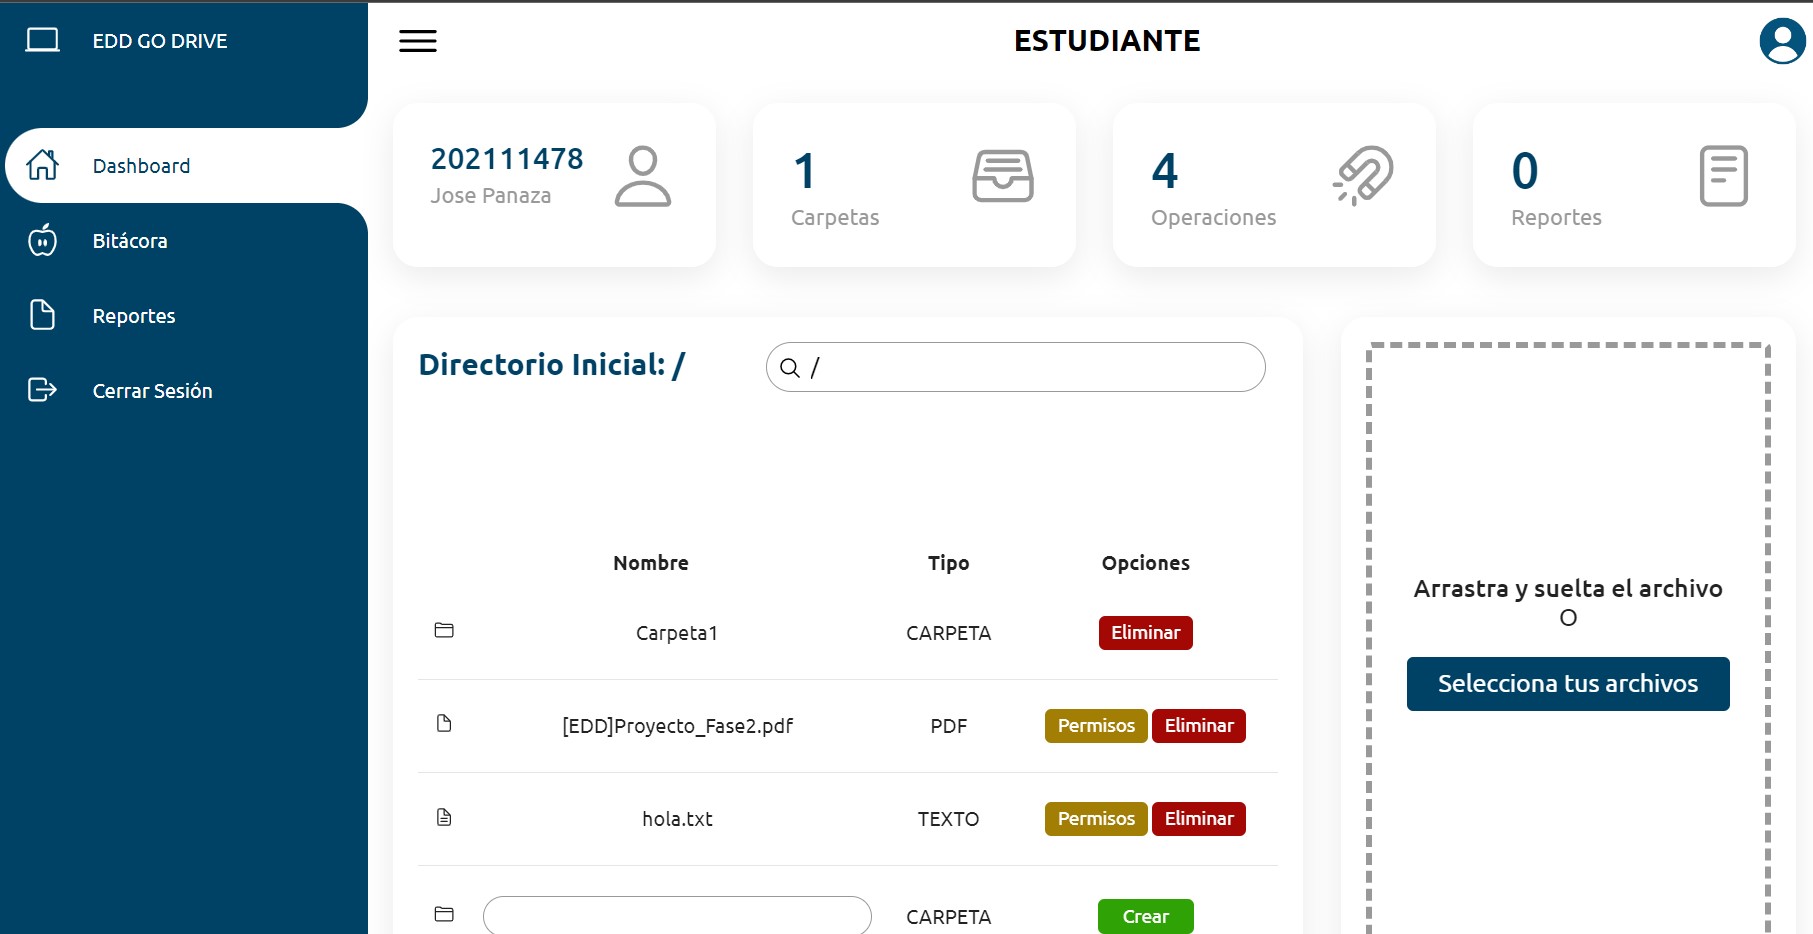 EDD GO DRIVE
ESTUDIANTE
Dashboard
Bitácora
Reportes
Cerrar Sesión
202111478
Jose Panaza
1
Carpetas
4
Operaciones
0
Reportes
Directorio Inicial: /
/
Nombre Tipo Opciones
Carpeta1 CARPETA Eliminar
[EDD]Proyecto_Fase2.pdf PDF Permisos Eliminar
hola.txt TEXTO Permisos Eliminar
CARPETA Crear
Arrastra y suelta el archivo
O
Selecciona tus archivos